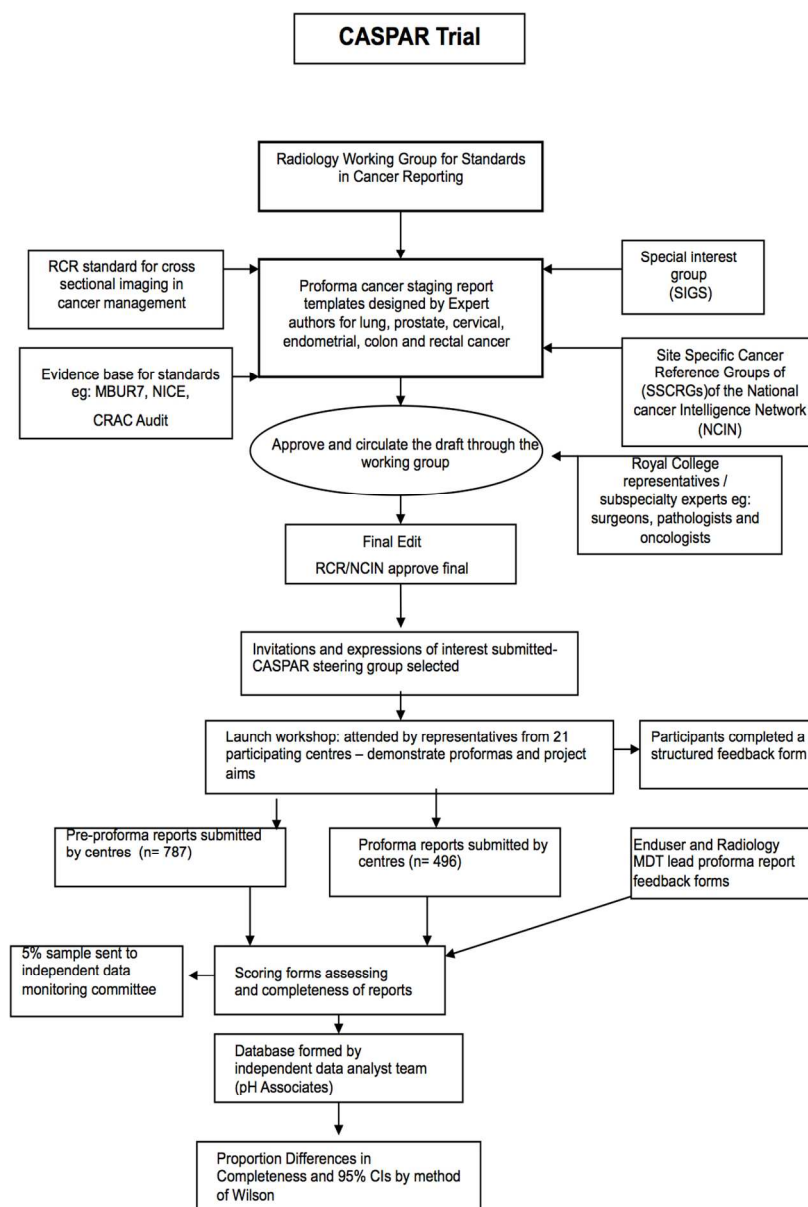 CASPAR Trial
Radiology Working Group for Standards
in Cancer Reporting
RCR standard for cross
sectional imaging in
cancer management
Proforma cancer staging report
templates designed by Expert
authors for lung, prostate, cervical,
endometrial, colon and rectal cancer
Special interest
group
(SIGS)
Evidence base for standards
eg: MBUR7, NICE,
CRAC Audit
Site Specific Cancer
Reference Groups of
(SSCRGs)of the National
cancer Intelligence Network
(NCIN)
Approve and circulate the draft through the
working group
Royal College
representatives /
subspecialty experts eg:
surgeons, pathologists and
oncologists
Final Edit
RCR/NCIN approve final
Invitations and expressions of interest submitted-
CASPAR steering group selected
Launch workshop: attended by representatives from 21
participating centres – demonstrate proformas and project
aims
Participants completed a
structured feedback form
Pre-proforma reports submitted
by centres (n= 787)
Proforma reports submitted by
centres (n= 496)
Enduser and Radiology
MDT lead proforma report
feedback forms
5% sample sent to
independent data
monitoring committee
Scoring forms assessing
and completeness of reports
Database formed by
independent data analyst team
(pH Associates)
Proportion Differences in
Completeness and 95% CIs by method
of Wilson